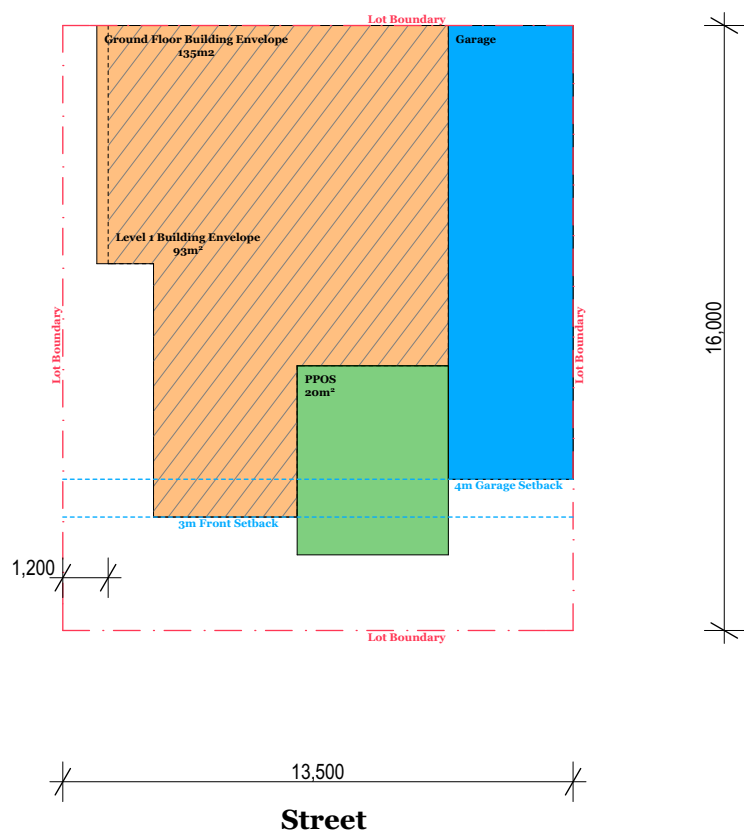 Lot Boundary
Ground Floor Building Envelope
135m2
Garage
Level 1 Building Envelope
93m²
Lot Boundary
Lot Boundary
16,000
PPOS
20m²
4m Garage Setback
3m Front Setback
1,200
Lot Boundary
13,500
Street